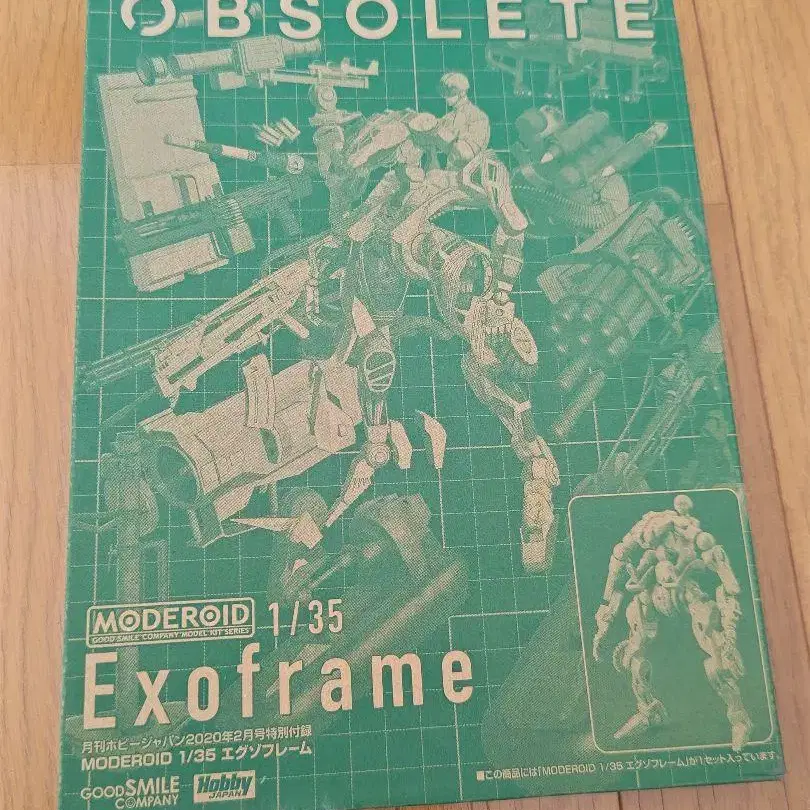 OBSOLETE
MODEROID
GOOD SMILE COMPANY MODEL KIT SERIES
1/35
Exoframe
月刊ホビージャパン2020年2月号特別付録
MODEROID 1/35 エグゾフレーム
GOODSMILE
COMPANY
Hobby
JAPAN
■この商品には「MODEROID 1/35 エグゾフレーム」が1セット入っています。